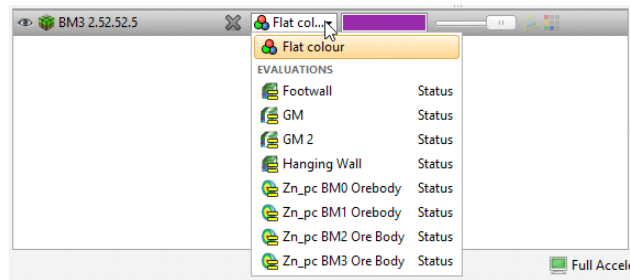 BM3 2.52.52.5 Flat col...
Flat colour
EVALUATIONS
Footwall Status
GM Status
GM 2 Status
Hanging Wall Status
Zn_pc BM0 Orebody Status
Zn_pc BM1 Orebody Status
Zn_pc BM2 Ore Body Status
Zn_pc BM3 Ore Body Status
Full Accele